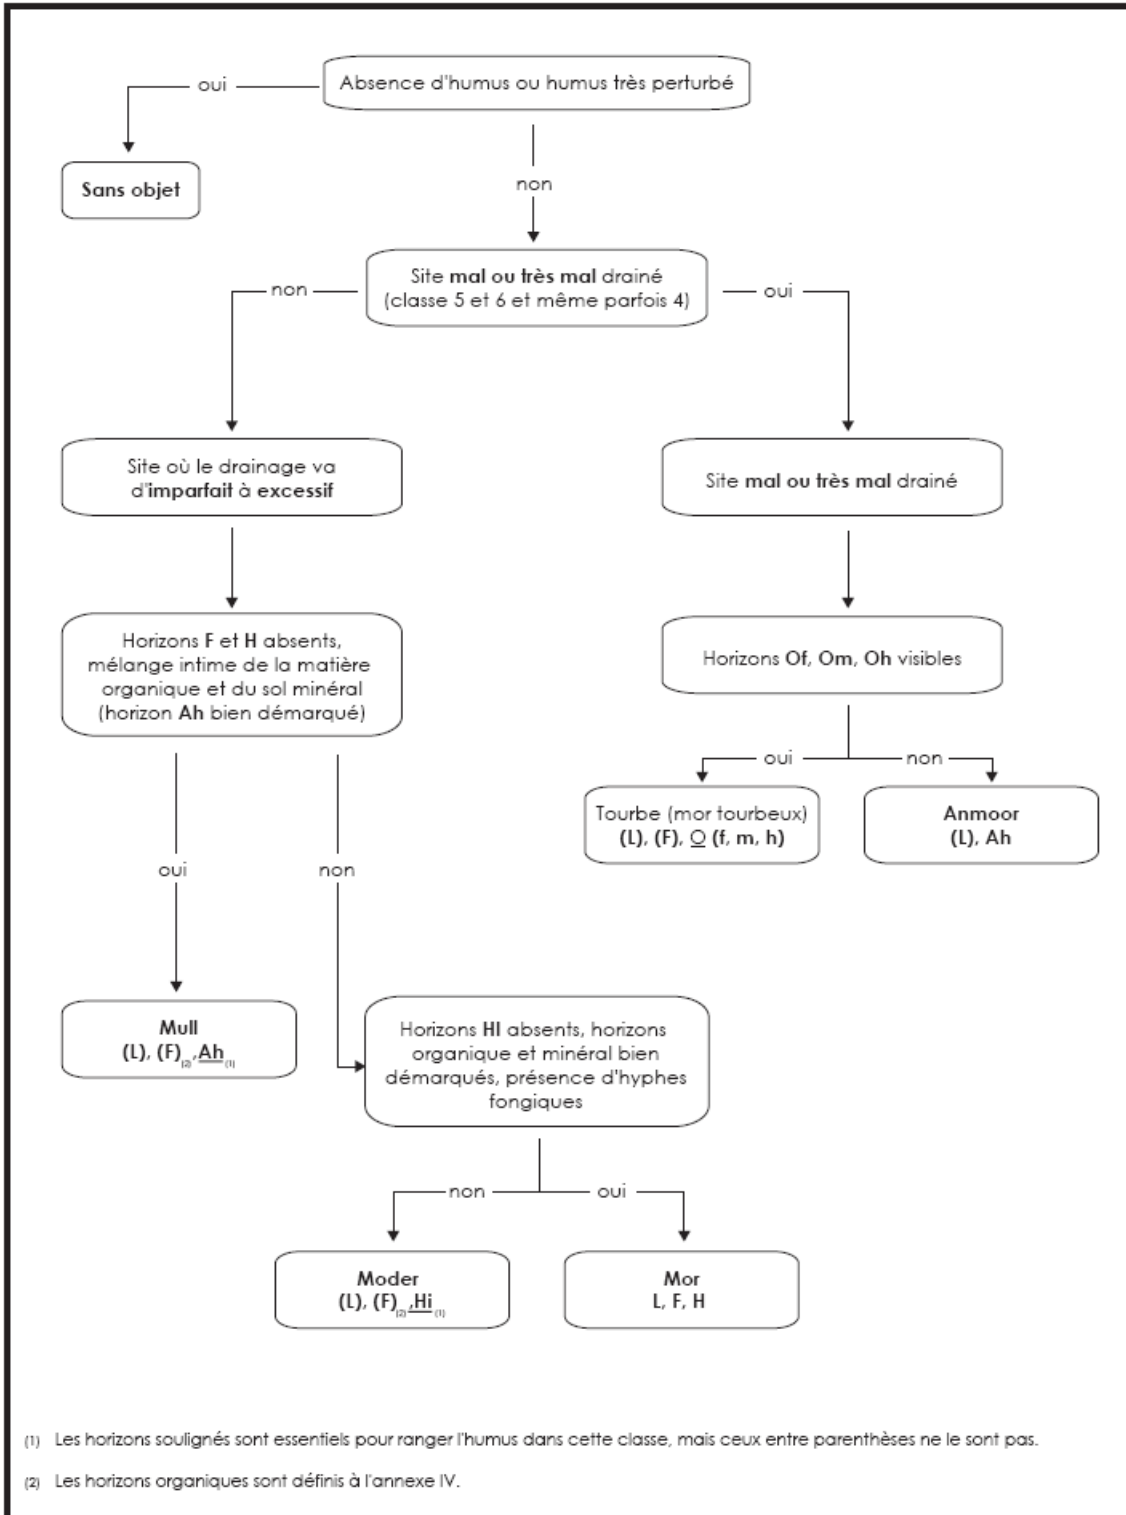 Absence d'humus ou humus très perturbé
oui
Sans objet
non
Site mal ou très mal drainé
(classe 5 et 6 et même parfois 4)
non
oui
Site où le drainage va
d'imparfait à excessif
Site mal ou très mal drainé
Horizons F et H absents,
mélange intime de la matière
organique et du sol minéral
(horizon Ah bien démarqué)
Horizons Of, Om, Oh visibles
oui
non
Tourbe (mor tourbeux)
(L), (F), O (f, m, h)
Anmoor
(L), Ah
oui
non
Mull
(L), (F)(2),Ah(1)
Horizons HI absents, horizons
organique et minéral bien
démarqués, présence d'hyphes
fongiques
non
oui
Moder
(L), (F)(2),Hi(1)
Mor
L, F, H
(1) Les horizons soulignés sont essentiels pour ranger l'humus dans cette classe, mais ceux entre parenthèses ne le sont pas.
(2) Les horizons organiques sont définis à l'annexe IV.